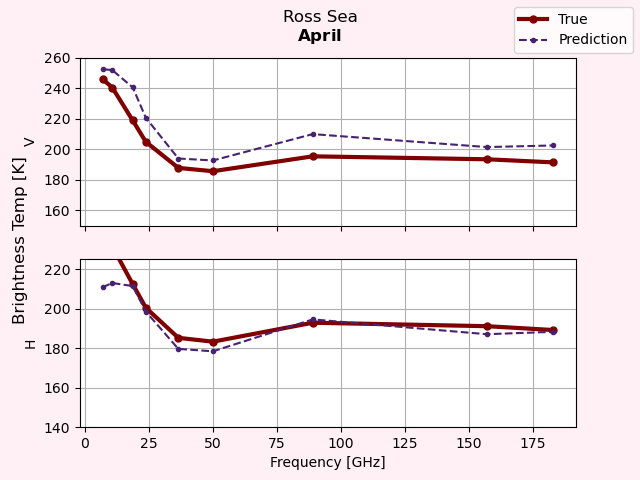 Ross Sea
April
True
Prediction
Brightness Temp [K]
V
260
240
220
200
180
160
H
220
200
180
160
140
0 25 50 75 100 125 150 175
Frequency [GHz]